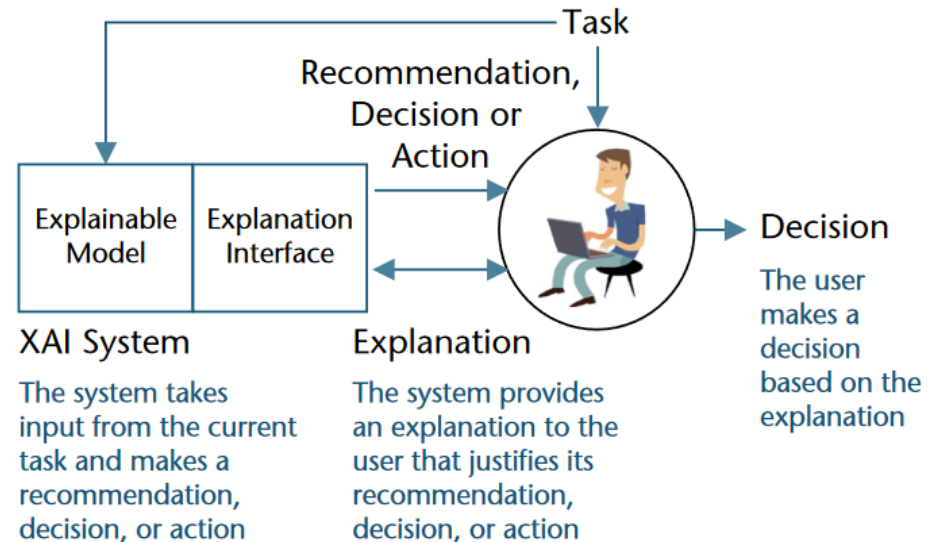 Task
Recommendation,
Decision or
Action
Explainable
Model
Explanation
Interface
Decision
The user
makes a
decision
based on the
explanation
XAI System
The system takes
input from the current
task and makes a
recommendation,
decision, or action
Explanation
The system provides
an explanation to the
user that justifies its
recommendation,
decision, or action